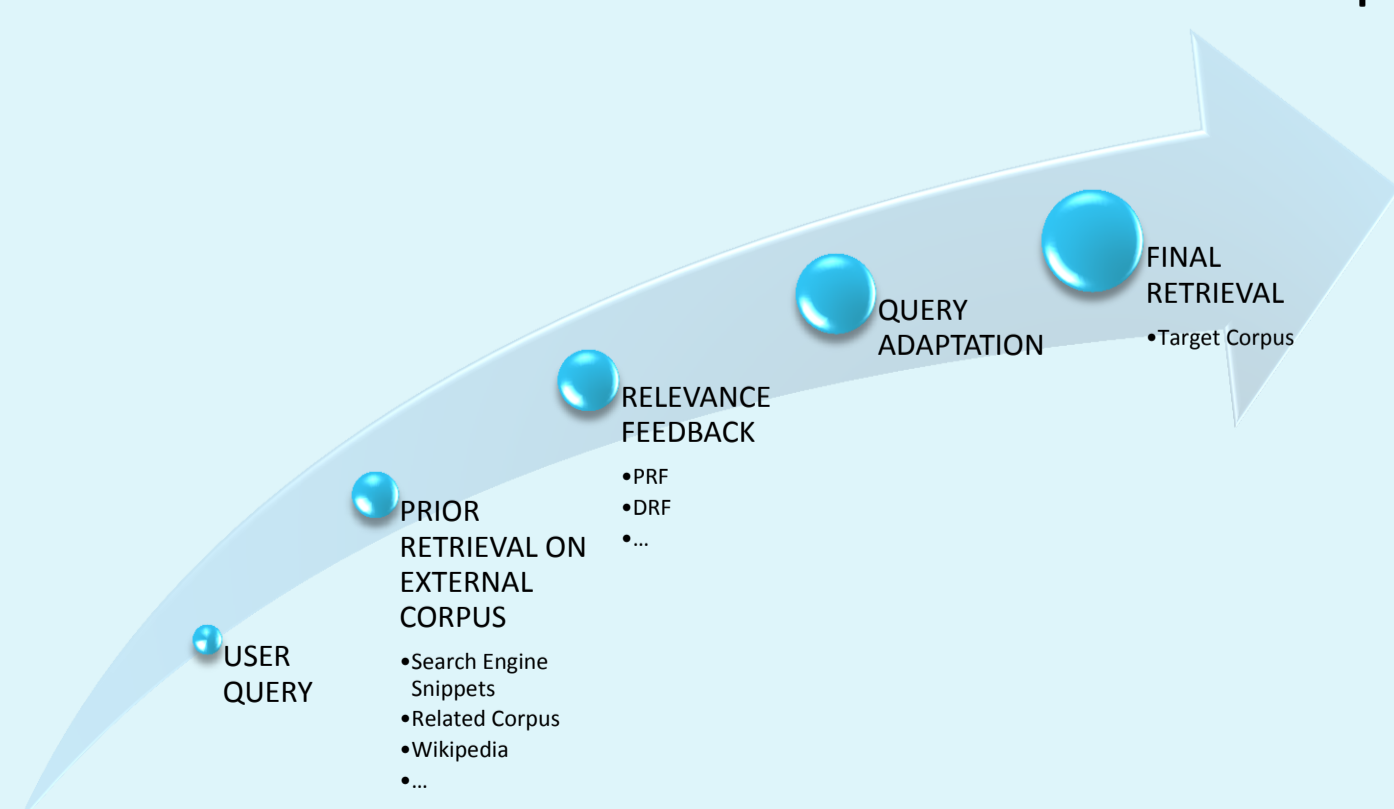 USER
QUERY
PRIOR
RETRIEVAL ON
EXTERNAL
CORPUS
•Search Engine
Snippets
•Related Corpus
•Wikipedia
•...
RELEVANCE
FEEDBACK
•PRF
•DRF
•...
QUERY
ADAPTATION
FINAL
RETRIEVAL
•Target Corpus